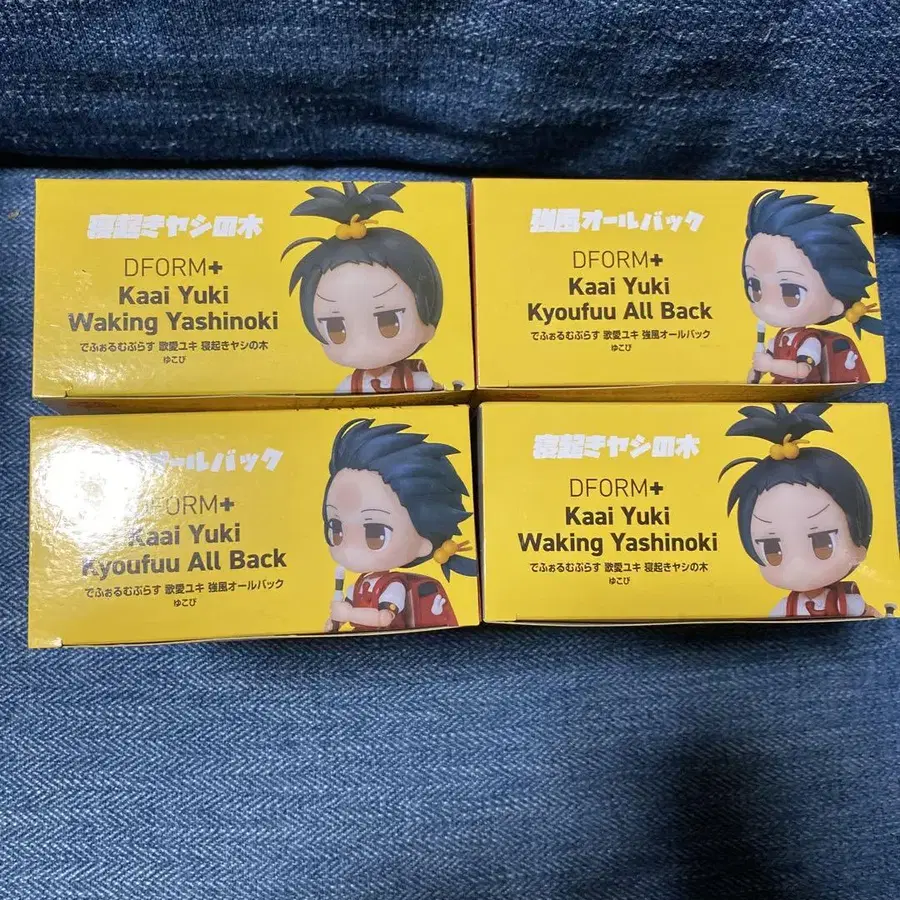 寝起きヤシの木
DFORM+
Kaai Yuki
Waking Yashinoki
でふぉるむぷらす 歌愛ユキ 寝起きヤシの木
ゆこぴ
強風オールバック
DFORM+
Kaai Yuki
Kyoufuu All Back
でふぉるむぷらす 歌愛ユキ 強風オールバック
ゆこぴ
オールバック
DFORM+
Kaai Yuki
Kyoufuu All Back
でふぉるむぷらす 歌愛ユキ 強風オールバック
ゆこぴ
寝起きヤシの木
DFORM+
Kaai Yuki
Waking Yashinoki
でふぉるむぷらす 歌愛ユキ 寝起きヤシの木
ゆこぴ